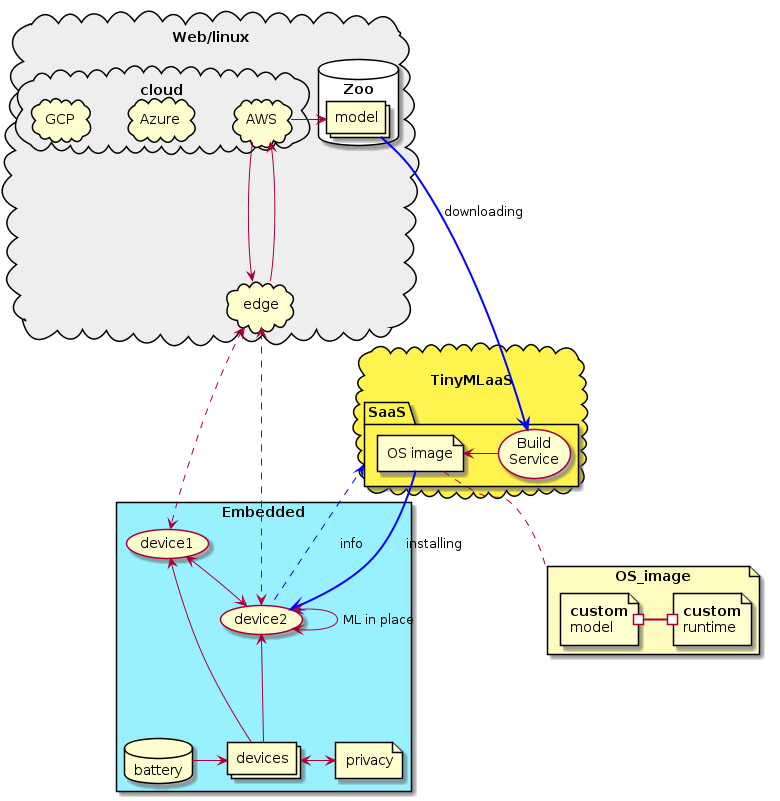 Web/linux
cloud
Zoo
GCP
Azure
AWS
model
downloading
edge
TinyMLaaS
SaaS
OS image
Build
Service
Embedded
device1
info
installing
OS_image
custom
model
custom
runtime
device2
ML in place
battery
devices
privacy